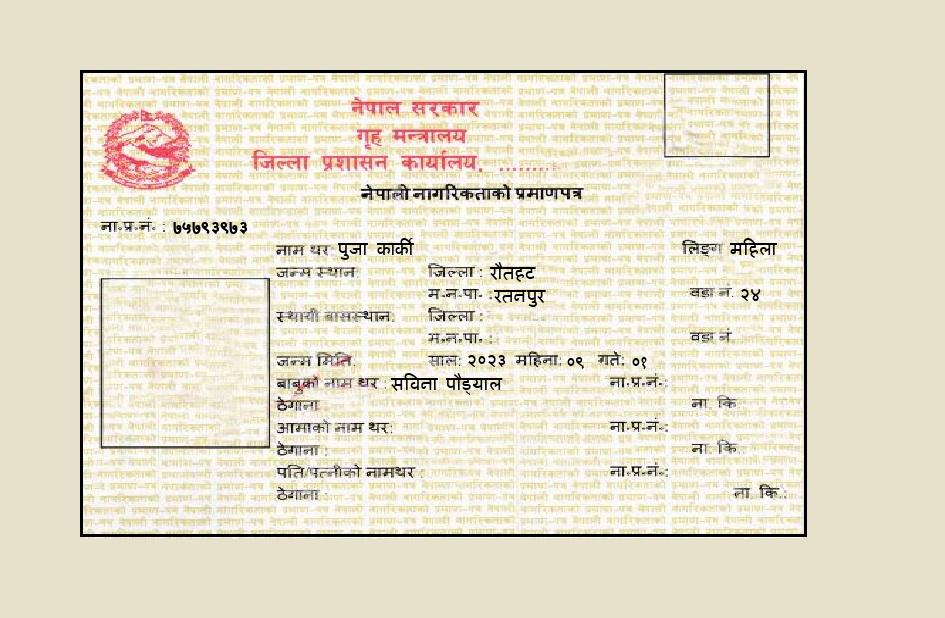 नेपाल सरकार
गृह मन्त्रालय
जिल्ला प्रशासन कार्यालय, .........
नेपाली नागरिकताको प्रमाणपत्र
ना.प्र.नं. : ७५७९३९७३
नाम थर पुजा कार्की लिङ्ग महिला
जन्म स्थान: जिल्ला : रौतहट
म.न.पा. : रतनपुर वडा नं. २४
स्थायी बासस्थान: जिल्ला :
म.न.पा. : वडा नं
जन्म मिति: साल: २०२३ महिना: ०९ गते: ०१
बाबुको नाम थर : सविना पौड्याल ना.प्र.नं.:
ठेगाना ना. कि.:
आमाको नाम थर: ना.प्र.नं.:
ठेगाना : ना. कि.
पति/पत्नीको नामथर : ना.प्र.नं.:
ठेगाना : ना. कि.: